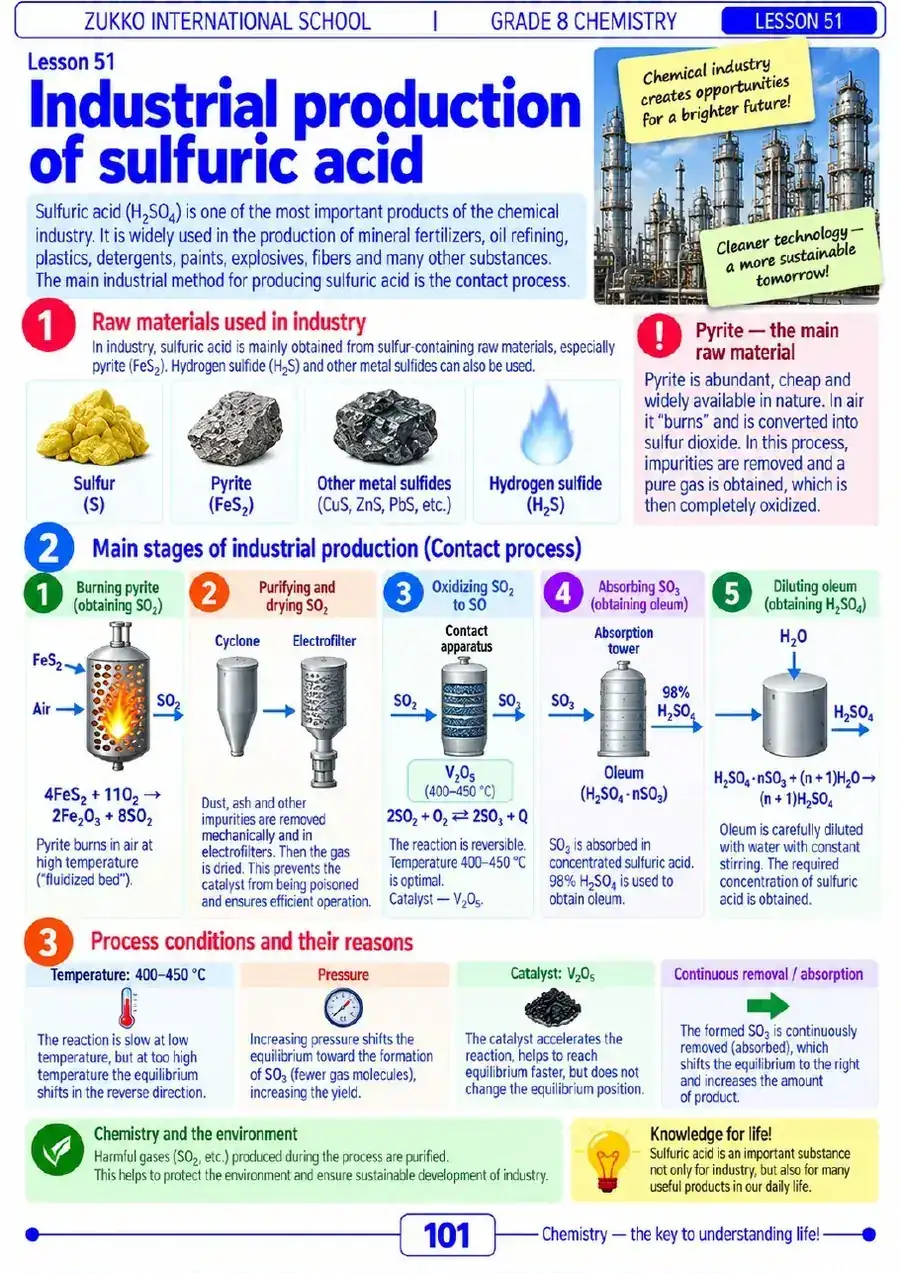 ZUKKO INTERNATIONAL SCHOOL | GRADE 8 CHEMISTRY LESSON 51
Lesson 51
Industrial production
of sulfuric acid
Chemical industry
creates opportunities
for a brighter future!
Cleaner technology —
a more sustainable
tomorrow!
Sulfuric acid (H₂SO₄) is one of the most important products of the chemical
industry. It is widely used in the production of mineral fertilizers, oil refining,
plastics, detergents, paints, explosives, fibers and many other substances.
The main industrial method for producing sulfuric acid is the contact process.
1 Raw materials used in industry
In industry, sulfuric acid is mainly obtained from sulfur-containing raw materials, especially
pyrite (FeS₂). Hydrogen sulfide (H₂S) and other metal sulfides can also be used.
Sulfur
(S)
Pyrite
(FeS₂)
Other metal sulfides
(CuS, ZnS, PbS, etc.)
Hydrogen sulfide
(H₂S)
! Pyrite — the main
raw material
Pyrite is abundant, cheap and
widely available in nature. In air
it “burns” and is converted into
sulfur dioxide. In this process,
impurities are removed and a
pure gas is obtained, which is
then completely oxidized.
2 Main stages of industrial production (Contact process)
1 Burning pyrite
(obtaining SO₂)
FeS₂
Air
SO₂
4FeS₂ + 11O₂ →
2Fe₂O₃ + 8SO₂
Pyrite burns in air at
high temperature
(“fluidized bed”).
2 Purifying and
drying SO₂
Cyclone
Electrofilter
Dust, ash and other
impurities are removed
mechanically and in
electrofilters. Then the gas
is dried. This prevents the
catalyst from being poisoned
and ensures efficient operation.
3 Oxidizing SO₂
to SO
Contact
apparatus
SO₂
SO₃
V₂O₅
(400–450 °C)
2SO₂ + O₂ ⇄ 2SO₃ + Q
The reaction is reversible.
Temperature 400–450 °C
is optimal.
Catalyst — V₂O₅.
4 Absorbing SO₃
(obtaining oleum)
Absorption
tower
SO₃
98%
H₂SO₄
Oleum
(H₂SO₄ · nSO₃)
SO₃ is absorbed in
concentrated sulfuric acid.
98% H₂SO₄ is used to
obtain oleum.
5 Diluting oleum
(obtaining H₂SO₄)
H₂O
H₂SO₄
H₂SO₄ · nSO₃ + (n + 1)H₂O →
(n + 1)H₂SO₄
Oleum is carefully diluted
with water with constant
stirring. The required
concentration of sulfuric
acid is obtained.
3 Process conditions and their reasons
Temperature: 400–450 °C
The reaction is slow at low
temperature, but at too high
temperature the equilibrium
shifts in the reverse direction.
Pressure
Increasing pressure shifts the
equilibrium toward the formation
of SO₃ (fewer gas molecules),
increasing the yield.
Catalyst: V₂O₅
The catalyst accelerates the
reaction, helps to reach
equilibrium faster, but does not
change the equilibrium position.
Continuous removal / absorption
The formed SO₃ is continuously
removed (absorbed), which
shifts the equilibrium to the right
and increases the amount
of product.
Chemistry and the environment
Harmful gases (SO₂, etc.) produced during the process are purified.
This helps to protect the environment and ensure sustainable development of industry.
Knowledge for life!
Sulfuric acid is an important substance
not only for industry, but also for many
useful products in our daily life.
101
Chemistry — the key to understanding life!